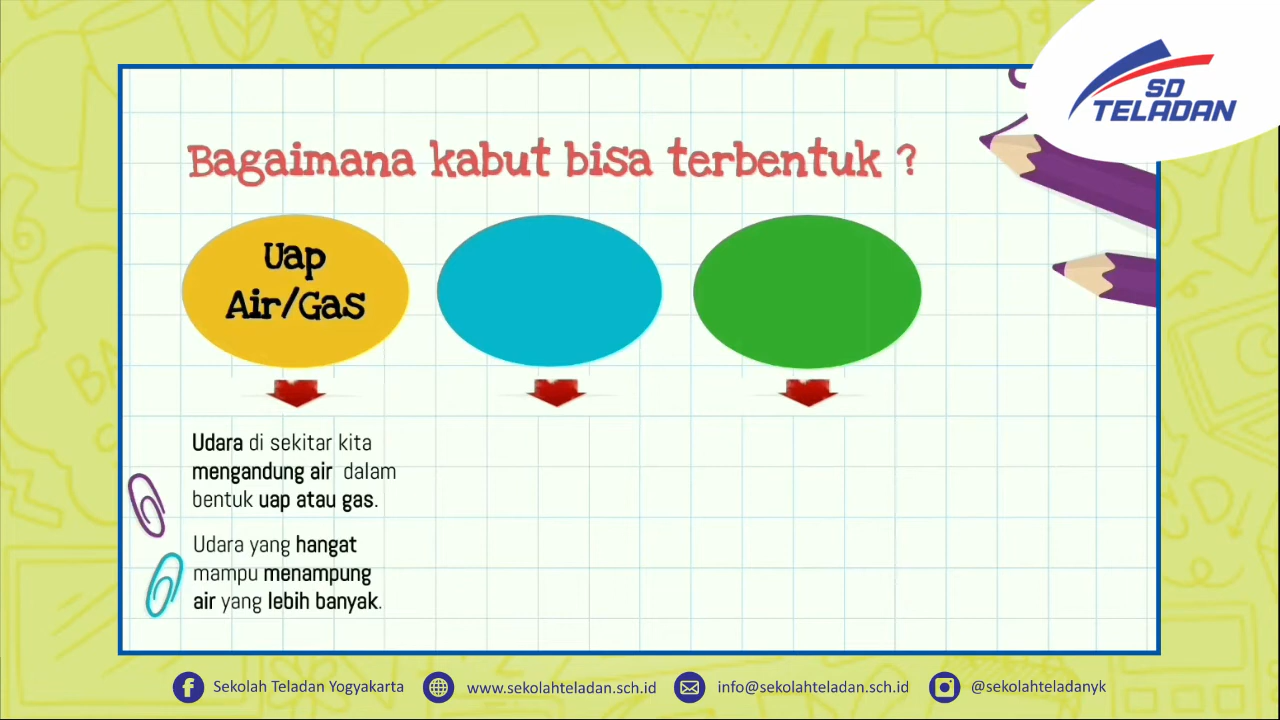 SD
TELADAN
Bagaimana kabut bisa terbentuk ?
Uap
Air/Gas
Udara di sekitar kita
mengandung air dalam
bentuk uap atau gas.
Udara yang hangat
mampu menampung
air yang lebih banyak.
Sekolah Teladan Yogyakarta
www.sekolahteladan.sch.id
info@sekolahteladan.sch.id
@sekolahteladanyk